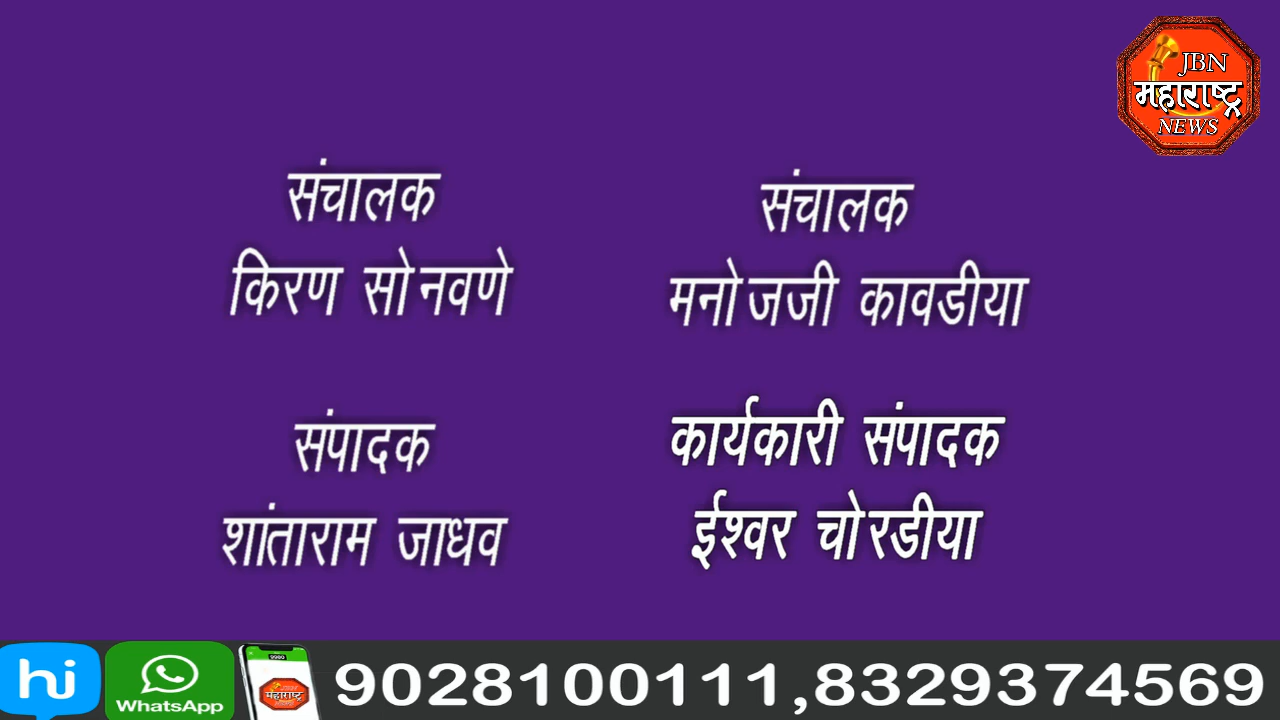 JBN
महाराष्ट्र
NEWS
संचालक
किरण सोनवणे
संचालक
मनोजजी कावडीया
संपादक
शांताराम जाधव
कार्यकारी संपादक
ईश्वर चोरडीया
hi
WhatsApp
महाराष्ट्र
9028100111,8329374569